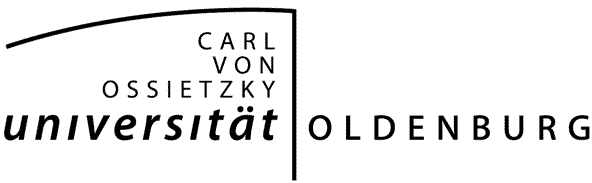 CARL
VON
OSSIETZKY
universität OLDENBURG